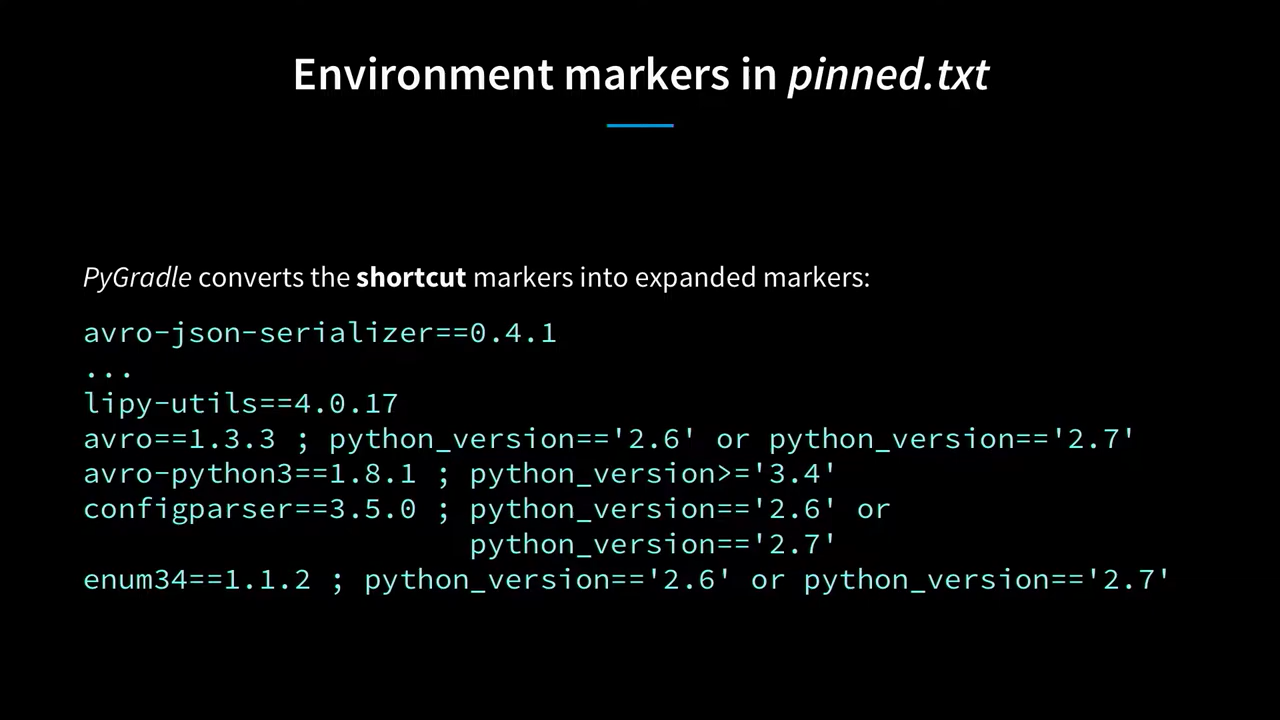 Environment markers in pinned.txt
PyGradle converts the shortcut markers into expanded markers:
avro-json-serializer==0.4.1
...
lipy-utils==4.0.17
avro==1.3.3 ; python_version=='2.6' or python_version=='2.7'
avro-python3==1.8.1 ; python_version>='3.4'
configparser==3.5.0 ; python_version=='2.6' or
python_version=='2.7'
enum34==1.1.2 ; python_version=='2.6' or python_version=='2.7'